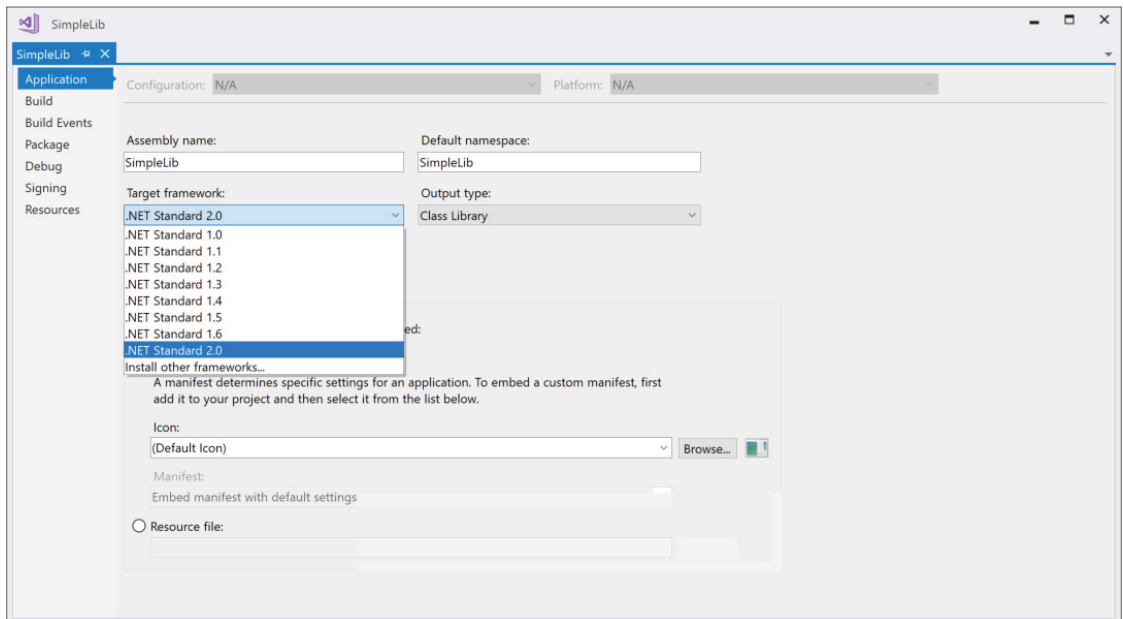 SimpleLib
SimpleLib
Application
Build
Build Events
Package
Debug
Signing
Resources
Configuration: N/A Platform: N/A
Assembly name: Default namespace:
SimpleLib SimpleLib
Target framework: Output type:
.NET Standard 2.0 Class Library
.NET Standard 1.0
.NET Standard 1.1
.NET Standard 1.2
.NET Standard 1.3
.NET Standard 1.4
.NET Standard 1.5
.NET Standard 1.6
ed:
.NET Standard 2.0
Install other frameworks...
A manifest determines specific settings for an application. To embed a custom manifest, first
add it to your project and then select it from the list below.
Icon:
(Default Icon) Browse...
Manifest:
Embed manifest with default settings
Resource file: